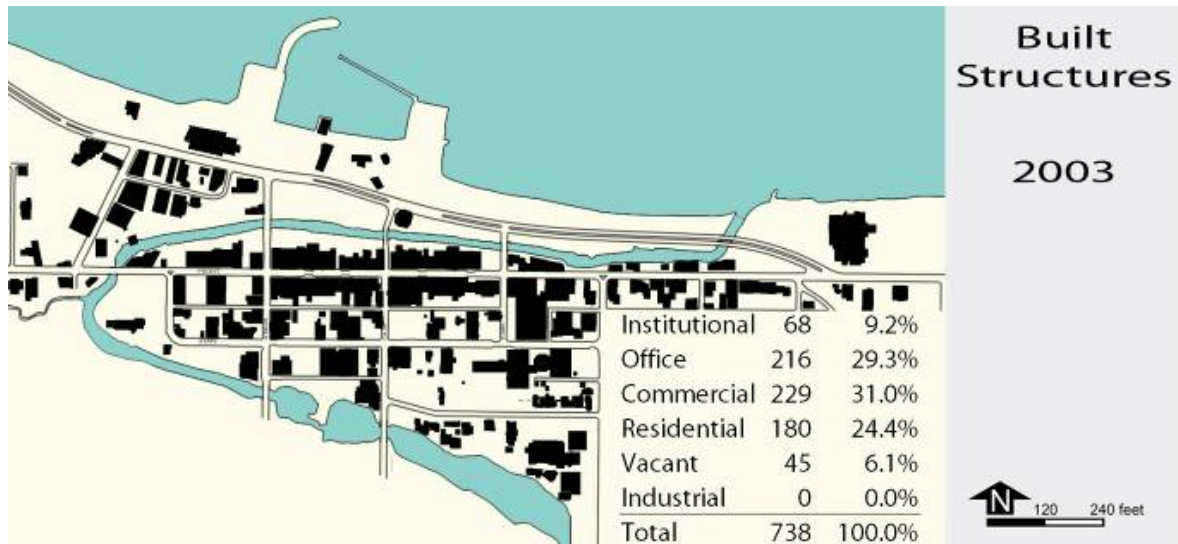 Built
Structures
2003
Institutional 68 9.2%
Office 216 29.3%
Commercial 229 31.0%
Residential 180 24.4%
Vacant 45 6.1%
Industrial 0 0.0%
Total 738 100.0%
N
120 240 feet